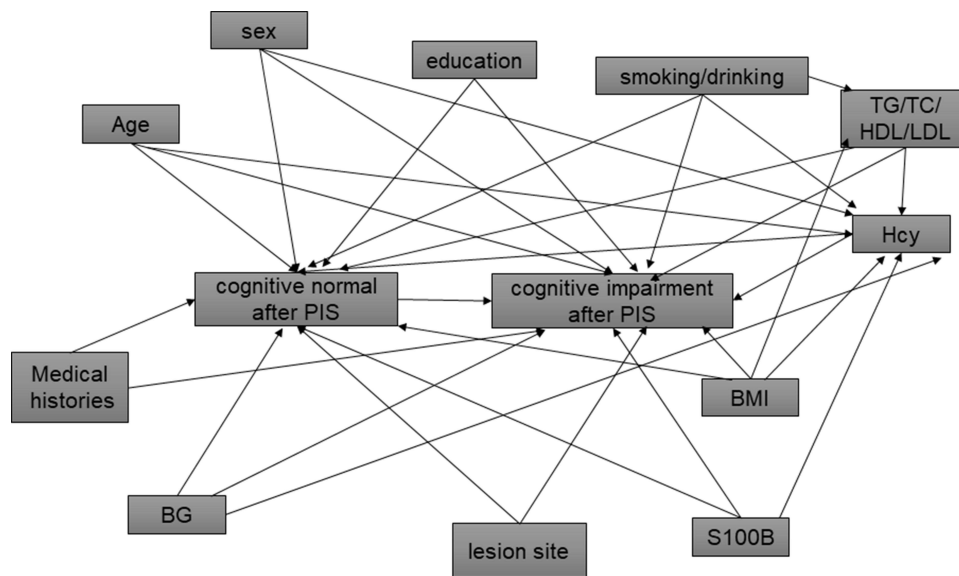 sex
education
smoking/drinking
TG/TC/
HDL/LDL
Age
Hcy
cognitive normal
after PIS
cognitive impairment
after PIS
Medical
histories
BMI
BG
lesion site
S100B